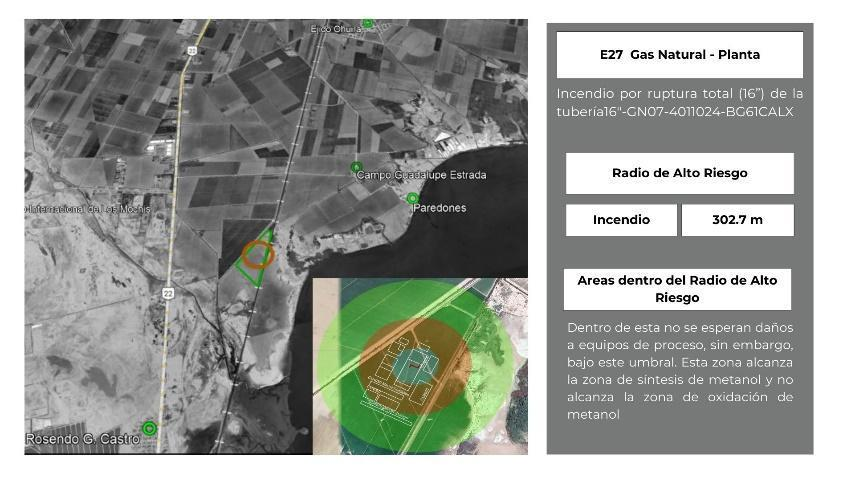 Ejido Ohuira
22
Campo Guadalupe Estrada
Internacional de Los Mochis
Paredones
22
Rosendo G. Castro
E27 Gas Natural - Planta
Incendio por ruptura total (16”) de la
tubería16"-GN07-4011024-BG61CALX
Radio de Alto Riesgo
Incendio
302.7 m
Areas dentro del Radio de Alto
Riesgo
Dentro de esta no se esperan daños
a equipos de proceso, sin embargo,
bajo este umbral. Esta zona alcanza
la zona de síntesis de metanol y no
alcanza la zona de oxidación de
metanol